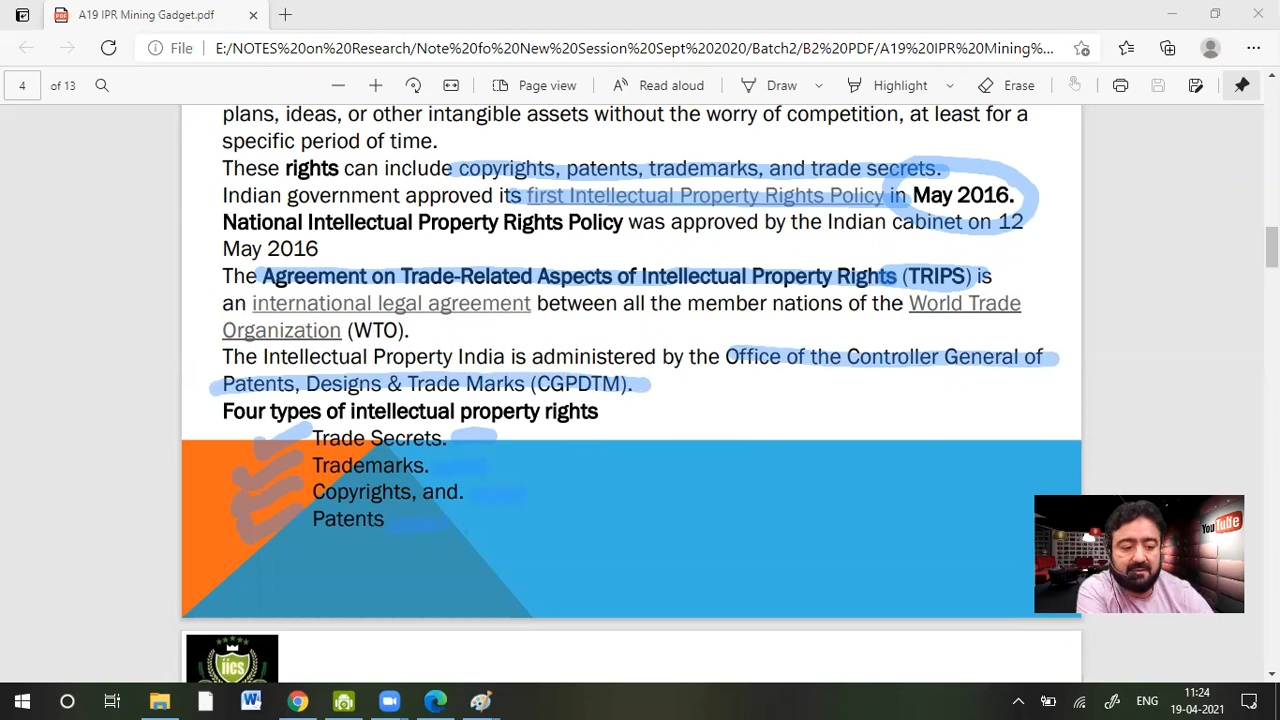 A19 IPR Mining Gadget.pdf
File E:/NOTES%20on%20Research/Note%20fo%20New%20Session%20Sept%202020/Batch2/B2%20PDF/A19%20IPR%20Mining%...
4 of 13 Page view Read aloud Draw Highlight Erase
plans, ideas, or other intangible assets without the worry of competition, at least for a
specific period of time.
These rights can include copyrights, patents, trademarks, and trade secrets.
Indian government approved its first Intellectual Property Rights Policy in May 2016.
National Intellectual Property Rights Policy was approved by the Indian cabinet on 12
May 2016
The Agreement on Trade-Related Aspects of Intellectual Property Rights (TRIPS) is
an international legal agreement between all the member nations of the World Trade
Organization (WTO).
The Intellectual Property India is administered by the Office of the Controller General of
Patents, Designs & Trade Marks (CGPDTM).
Four types of intellectual property rights
Trade Secrets.
Trademarks.
Copyrights, and.
Patents
YouTube
iics
ENG
11:24
19-04-2021